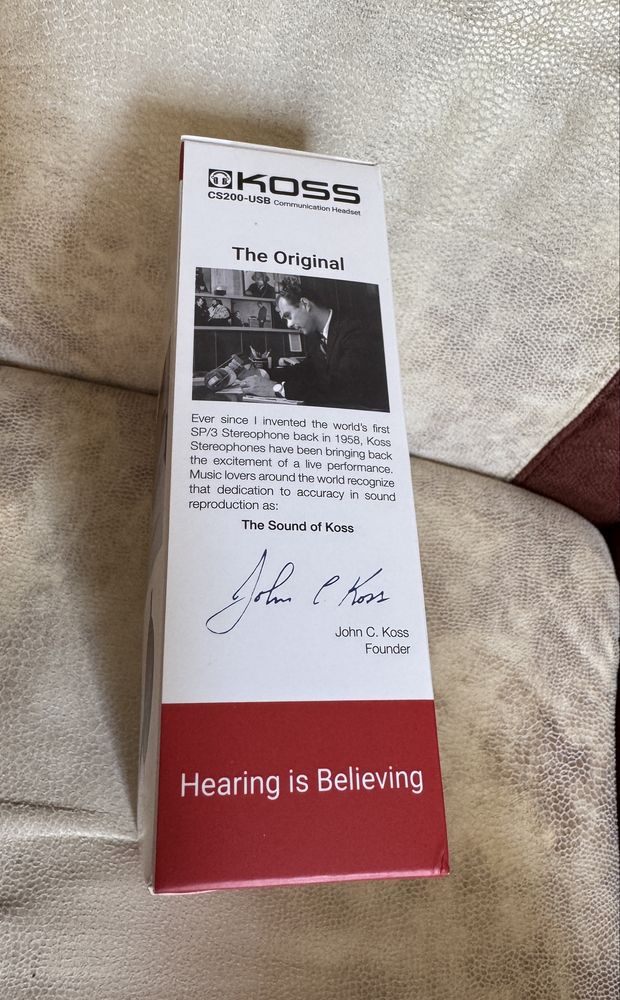 KOSS
CS200-USB Communication Headset
The Original
Ever since I invented the world's first
SP/3 Stereophone back in 1958, Koss
Stereophones have been bringing back
the excitement of a live performance.
Music lovers around the world recognize
that dedication to accuracy in sound
reproduction as:
The Sound of Koss
John C Koss
John C. Koss
Founder
Hearing is Believing